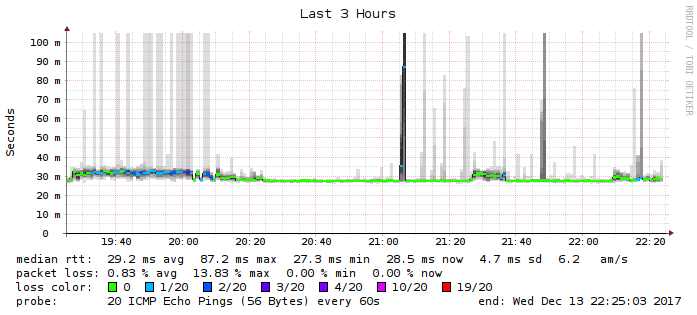 Last 3 Hours
RRDTOOL / TOBI OETIKER
Seconds
100 m
90 m
80 m
70 m
60 m
50 m
40 m
30 m
20 m
10 m
0
19:40 20:00 20:20 20:40 21:00 21:20 21:40 22:00 22:20
median rtt: 29.2 ms avg 87.2 ms max 27.3 ms min 28.5 ms now 4.7 ms sd 6.2 am/s
packet loss: 0.83 % avg 13.83 % max 0.00 % min 0.00 % now
loss color: 0 1/20 2/20 3/20 4/20 10/20 19/20
probe: 20 ICMP Echo Pings (56 Bytes) every 60s end: Wed Dec 13 22:25:03 2017